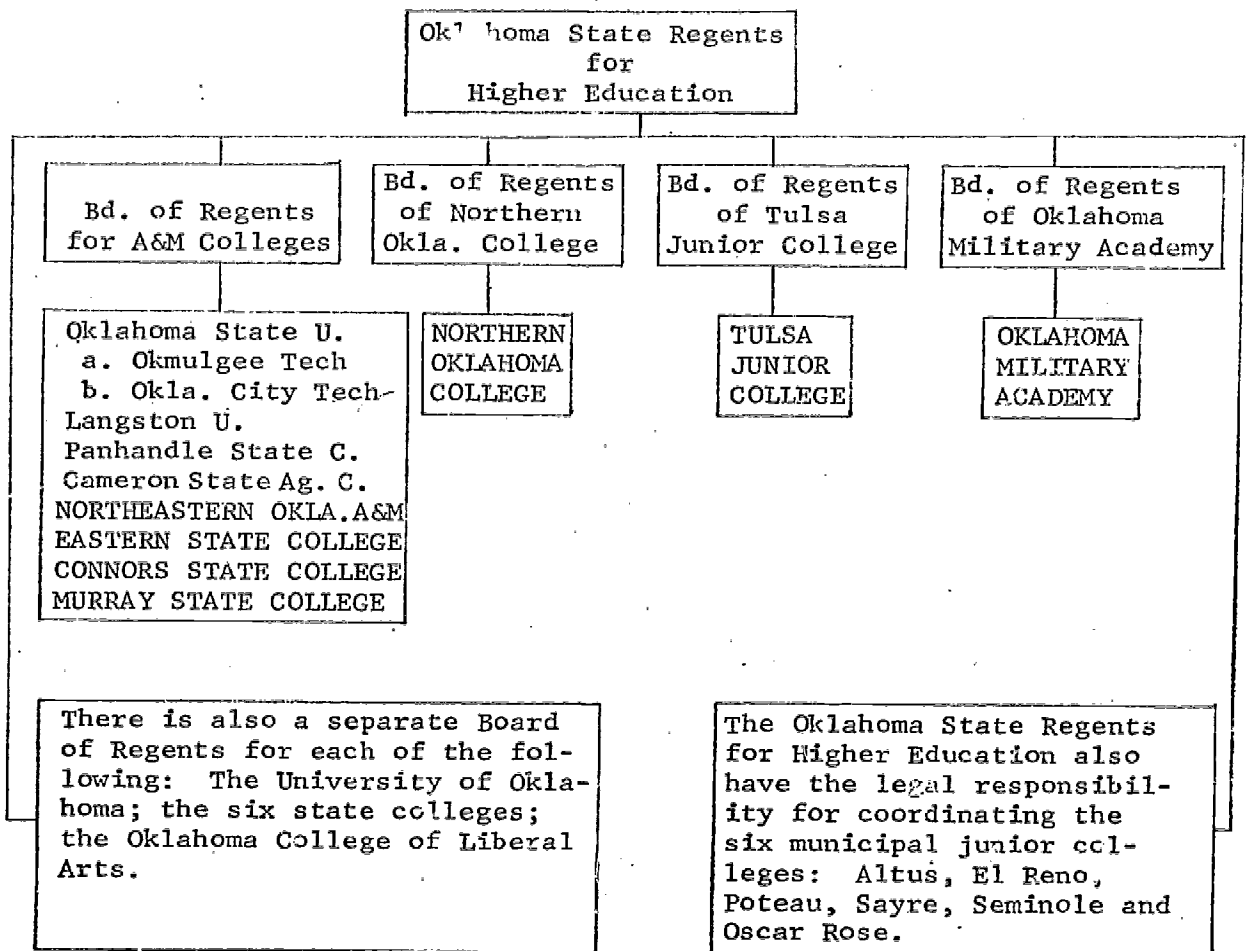 Oklahoma State Regents
for
Higher Education
Bd. of Regents
for A&M Colleges
Bd. of Regents
of Northern
Okla. College
Bd. of Regents
of Tulsa
Junior College
Bd. of Regents
of Oklahoma
Military Academy
Oklahoma State U.
a. Okmulgee Tech
b. Okla. City Tech
Langston U.
Panhandle State C.
Cameron State Ag. C.
NORTHEASTERN OKLA.A&M
EASTERN STATE COLLEGE
CONNORS STATE COLLEGE
MURRAY STATE COLLEGE
NORTHERN
OKLAHOMA
COLLEGE
TULSA
JUNIOR
COLLEGE
OKLAHOMA
MILITARY
ACADEMY
There is also a separate Board
of Regents for each of the fol-
lowing: The University of Okla-
homa; the six state colleges;
the Oklahoma College of Liberal
Arts.
The Oklahoma State Regents
for Higher Education also
have the legal responsibil-
ity for coordinating the
six municipal junior col-
leges: Altus, El Reno,
Poteau, Sayre, Seminole and
Oscar Rose.